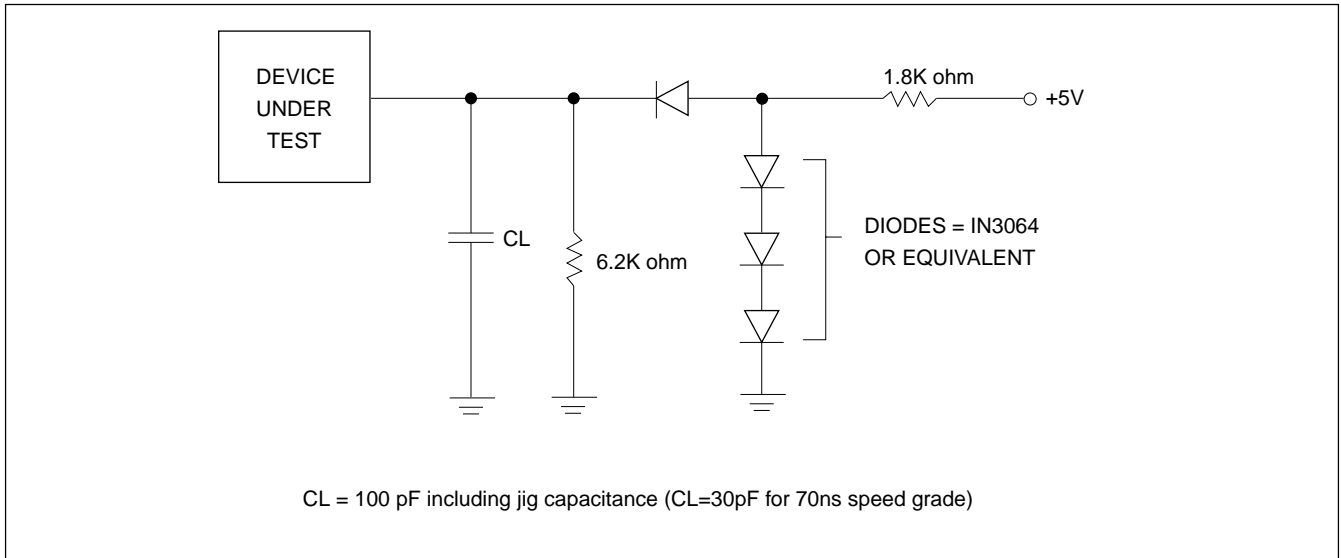 DEVICE
UNDER
TEST
1.8K ohm
+5V
CL
6.2K ohm
DIODES = IN3064
OR EQUIVALENT
CL = 100 pF including jig capacitance (CL=30pF for 70ns speed grade)